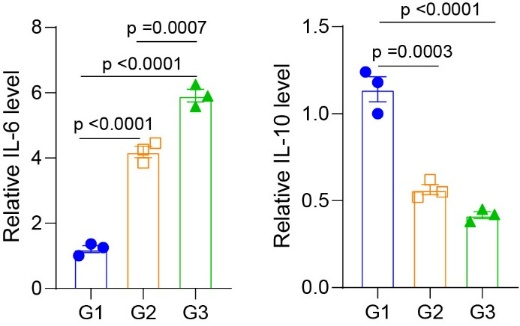 p =0.0007
p <0.0001
p <0.0001
Relative IL-6 level
8
6
4
2
0
G1 G2 G3
p <0.0001
p =0.0003
Relative IL-10 level
1.5
1.0
0.5
0.0
G1 G2 G3